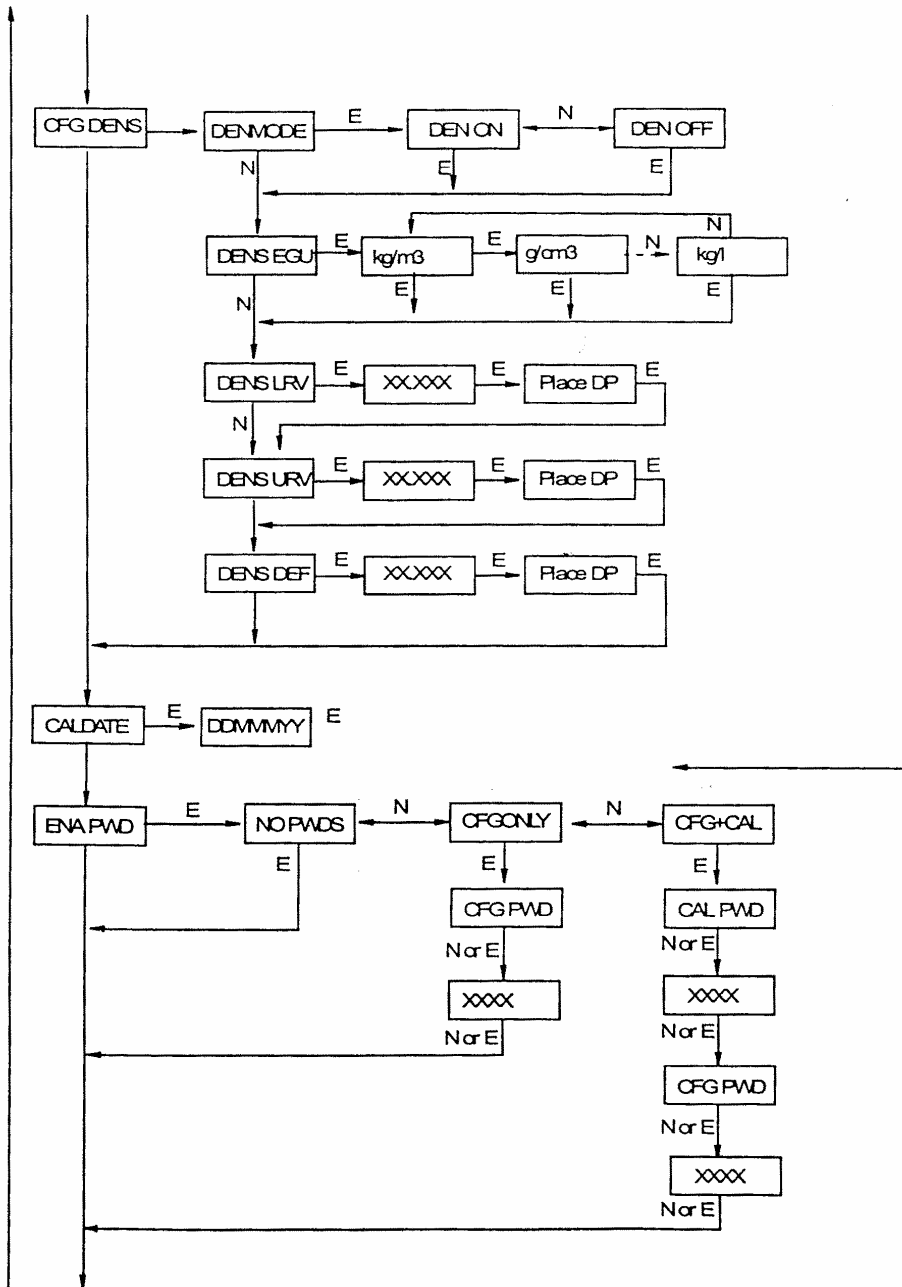 CFG DENS DENMODE E DEN ON N DEN OFF
N E E
DENS EGU E kg/m3 E g/cm3 N kg/l N
N E E E
DENS LRV E XX.XXX E Place DP E
N
DENS URV E XX.XXX E Place DP E
DENS DEF E XX.XXX E Place DP E
CALDATE E DDMMMYY E
ENA PWD E NO PWDS N CFGONLY N CFG+CAL
E E E
CFG PWD CAL PWD
N or E N or E
XXXX XXXX
N or E N or E
CFG PWD
N or E
XXXX
N or E